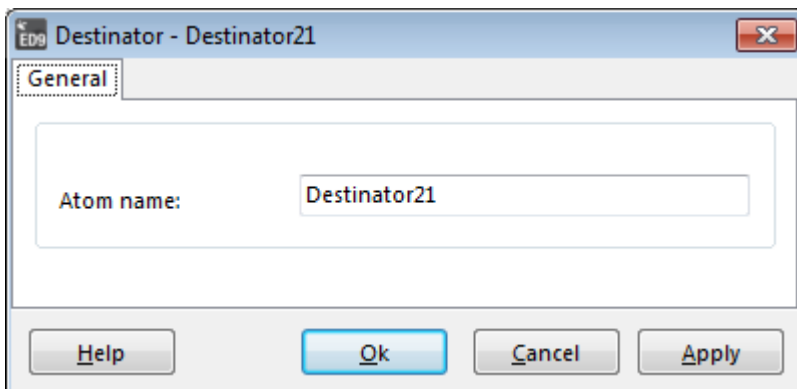 ED9 Destinator - Destinator21
General
Atom name: Destinator21
Help Ok Cancel Apply